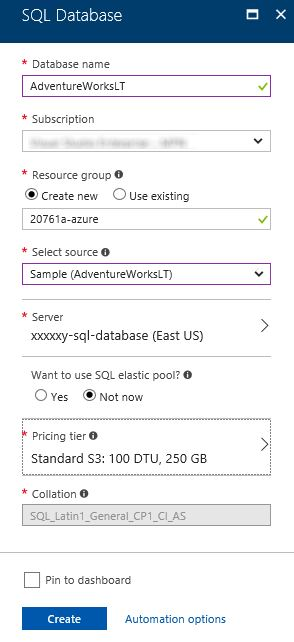 SQL Database
* Database name
AdventureWorksLT
* Subscription
* Resource group
Create new Use existing
20761a-azure
* Select source
Sample (AdventureWorksLT)
* Server
xxxxxy-sql-database (East US)
Want to use SQL elastic pool?
Yes Not now
* Pricing tier
Standard S3: 100 DTU, 250 GB
* Collation
SQL_Latin1_General_CP1_CI_AS
Pin to dashboard
Create Automation options